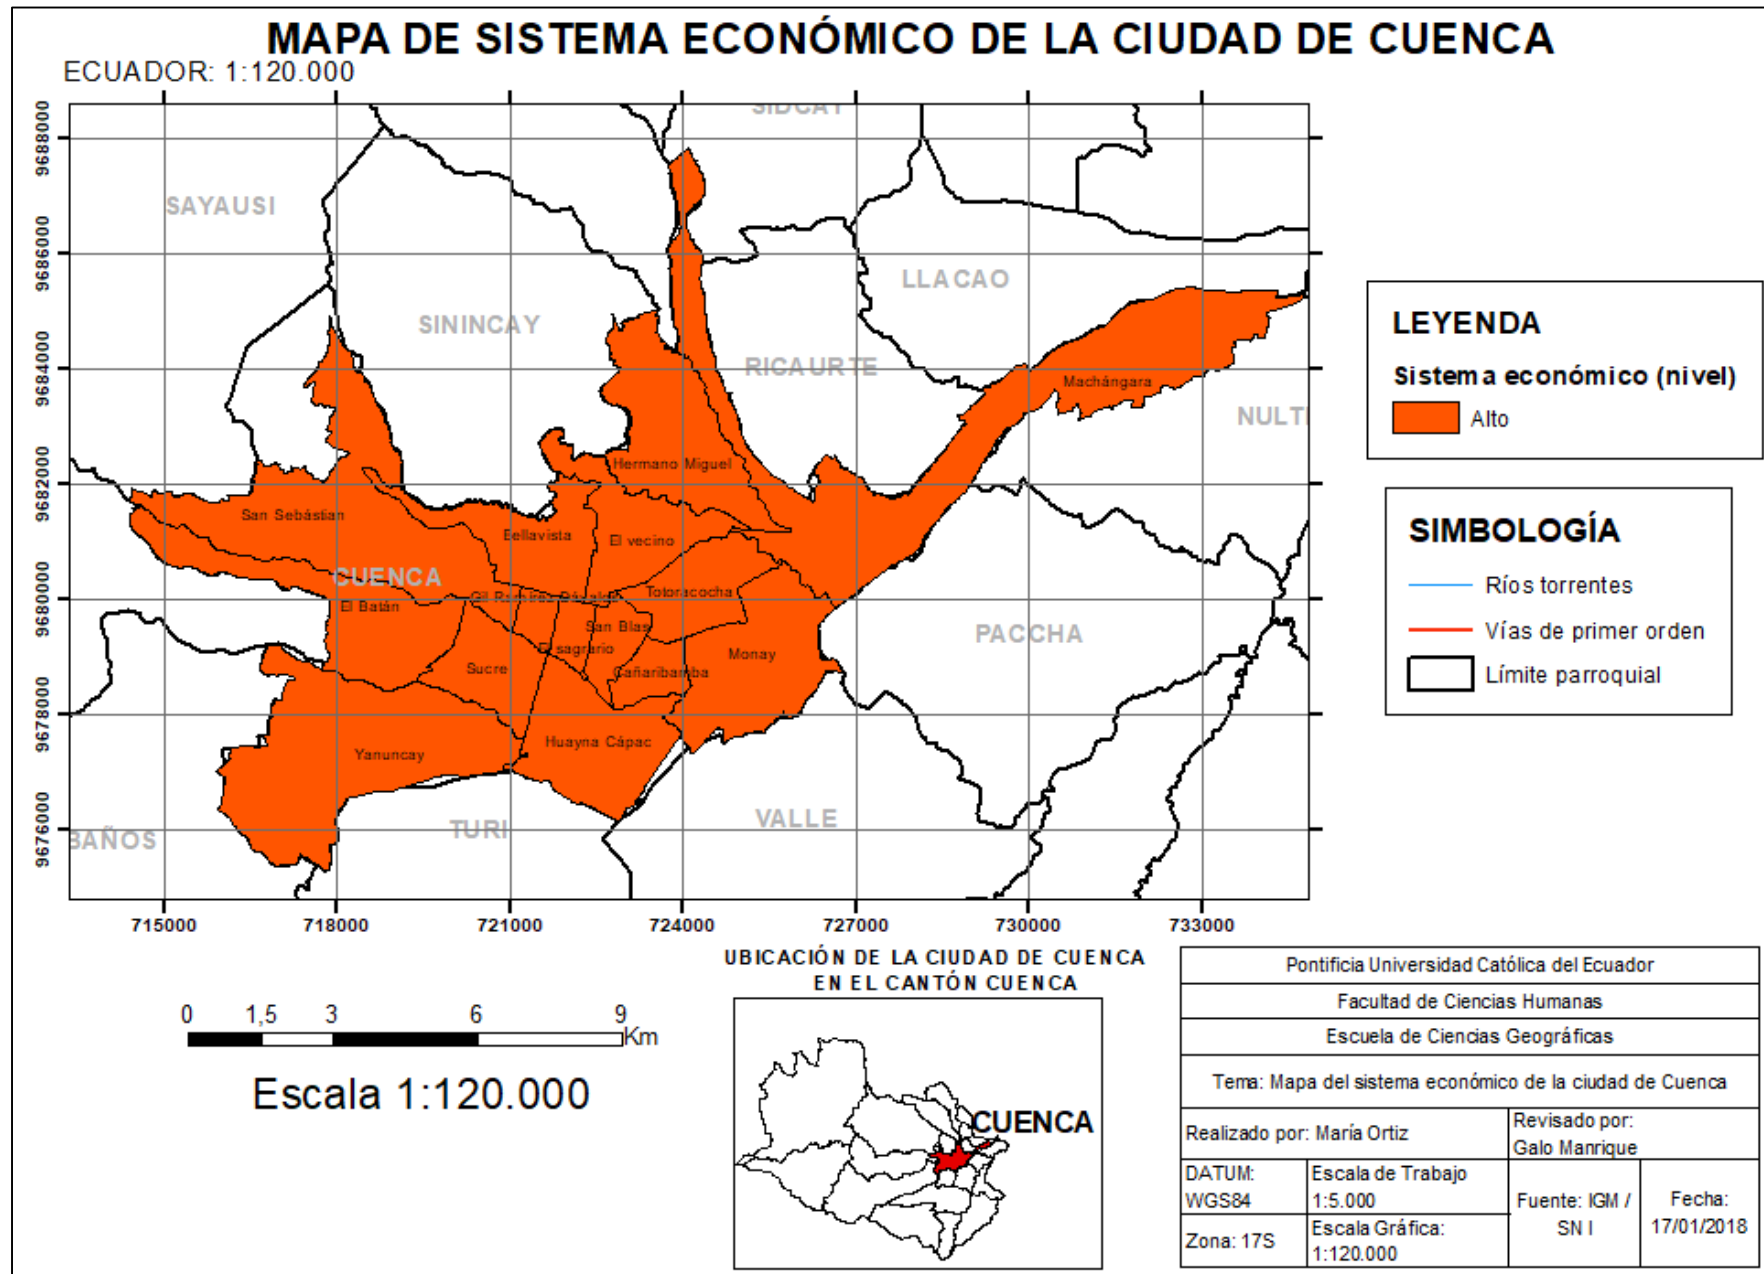 MAPA DE SISTEMA ECONÓMICO DE LA CIUDAD DE CUENCA
ECUADOR: 1:120.000
9688000
9686000
9684000
9682000
9680000
9678000
9676000
SIDCAY
SAYAUSI
LLACAO
SININCAY
RICAURTE
Machángara
NULTI
Hermano Miguel
San Sebástian
Bellavista
El vecino
CUENCA
Gil Ramírez Dávalos
Totoracocha
El Batán
San Blas
PACCHA
El sagrario
Monay
Sucre
Cañaribamba
Huayna Cápac
Yanuncay
TURI
VALLE
BAÑOS
715000 718000 721000 724000 727000 730000 733000
LEYENDA
Sistema económico (nivel)
Alto
SIMBOLOGÍA
Ríos torrentes
Vías de primer orden
Límite parroquial
0 1,5 3 6 9
Km
Escala 1:120.000
UBICACIÓN DE LA CIUDAD DE CUENCA
EN EL CANTÓN CUENCA
CUENCA
Pontificia Universidad Católica del Ecuador
Facultad de Ciencias Humanas
Escuela de Ciencias Geográficas
Tema: Mapa del sistema económico de la ciudad de Cuenca
Realizado por: María Ortiz
Revisado por:
Galo Manrique
DATUM:
WGS84
Escala de Trabajo
1:5.000
Fuente: IGM /
SN I
Fecha:
17/01/2018
Zona: 17S
Escala Gráfica:
1:120.000